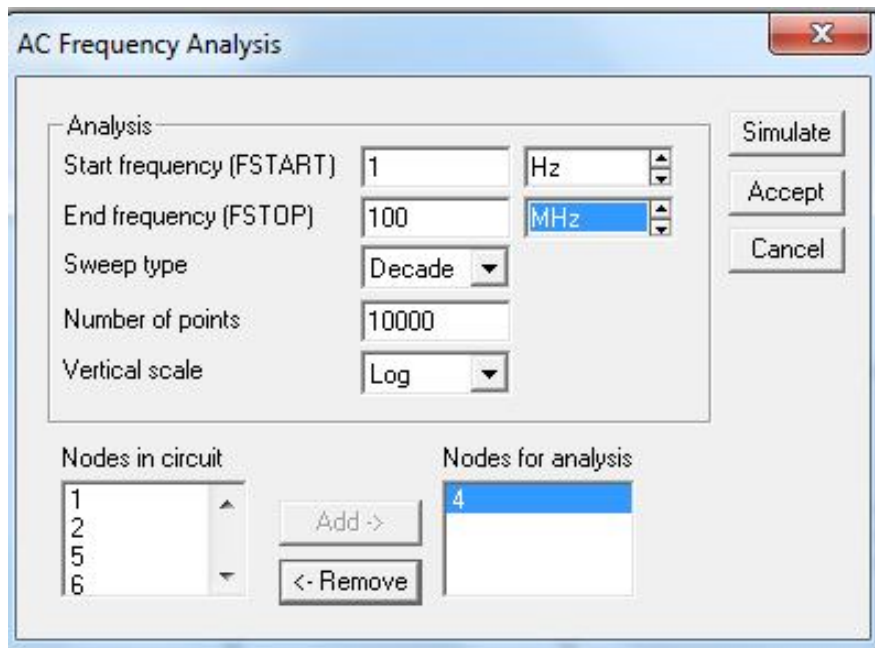 AC Frequency Analysis
Analysis
Start frequency (FSTART) 1 Hz
End frequency (FSTOP) 100 MHz
Sweep type Decade
Number of points 10000
Vertical scale Log
Simulate
Accept
Cancel
Nodes in circuit
1
2
5
6
Add ->
<- Remove
Nodes for analysis
4